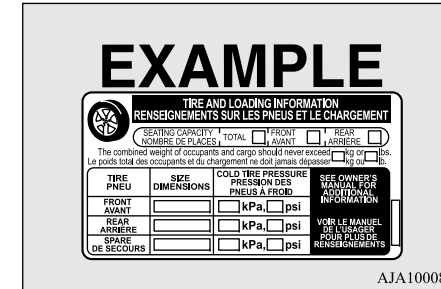 EXAMPLE
TIRE AND LOADING INFORMATION
RENSEIGNEMENTS SUR LES PNEUS ET LE CHARGEMENT
SEATING CAPACITY TOTAL FRONT REAR
NOMBRE DE PLACES AVANT ARRIÈRE
The combined weight of occupants and cargo should never exceed kg or lbs.
Le poids total des occupants et du chargement ne doit jamais dépasser kg ou lb.
TIRE SIZE COLD TIRE PRESSURE SEE OWNER'S
PNEU DIMENSIONS PRESSION DES MANUAL FOR
PNEUS À FROID ADDITIONAL
INFORMATION
FRONT
AVANT kPa, psi
REAR
ARRIÈRE kPa, psi VOIR LE MANUEL
DE L'USAGER
SPARE POUR PLUS DE
DE SECOURS kPa, psi RENSEIGNEMENTS
AJA10008